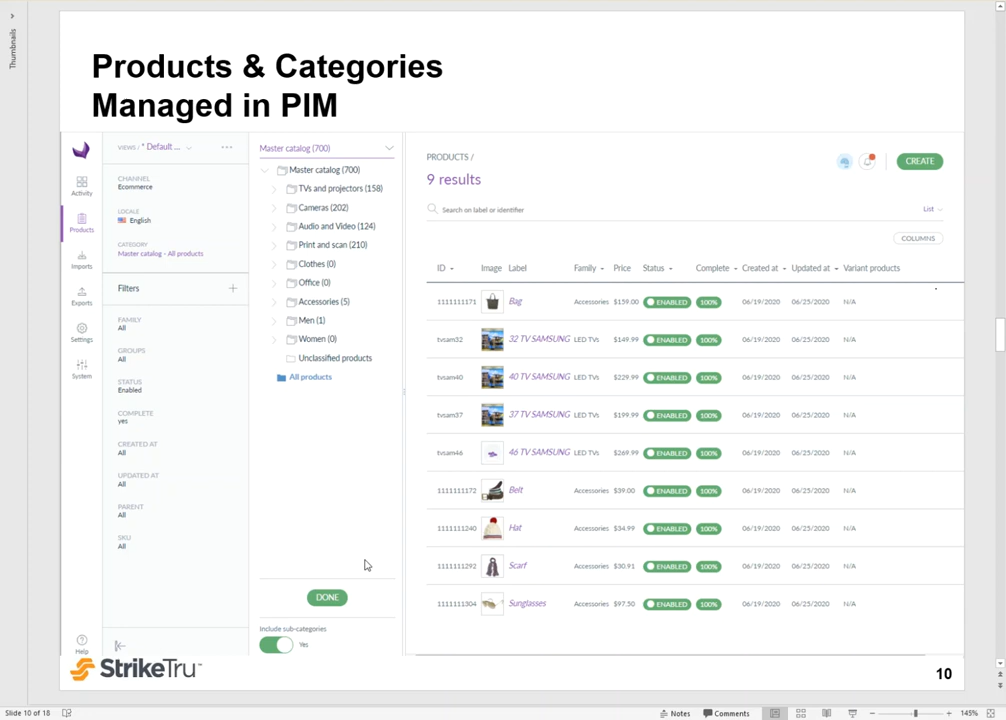 Thumbnails
Products & Categories
Managed in PIM
Activity
Products
Imports
Exports
Settings
System
Help
VIEWS / * Default ...
CHANNEL
Ecommerce
LOCALE
English
CATEGORY
Master catalog - All products
Filters
FAMILY
All
GROUPS
All
STATUS
Enabled
COMPLETE
yes
CREATED AT
All
UPDATED AT
All
PARENT
All
SKU
All
Master catalog (700)
Master catalog (700)
TVs and projectors (158)
Cameras (202)
Audio and Video (124)
Print and scan (210)
Clothes (0)
Office (0)
Accessories (5)
Men (1)
Women (0)
Unclassified products
All products
DONE
Include sub-categories
Yes
PRODUCTS /
CREATE
9 results
Search on label or identifier
List
COLUMNS
ID Image Label Family Price Status Complete Created at Updated at Variant products
1111111171 Bag Accessories $159.00 ENABLED 100% 06/19/2020 06/25/2020 N/A
tvsam32 32 TV SAMSUNG LED TVs $149.99 ENABLED 100% 06/19/2020 06/25/2020 N/A
tvsam40 40 TV SAMSUNG LED TVs $229.99 ENABLED 100% 06/19/2020 06/25/2020 N/A
tvsam37 37 TV SAMSUNG LED TVs $199.99 ENABLED 100% 06/19/2020 06/25/2020 N/A
tvsam46 46 TV SAMSUNG LED TVs $269.99 ENABLED 100% 06/19/2020 06/25/2020 N/A
1111111172 Belt Accessories $39.00 ENABLED 100% 06/19/2020 06/25/2020 N/A
1111111240 Hat Accessories $34.99 ENABLED 100% 06/19/2020 06/25/2020 N/A
1111111292 Scarf Accessories $30.91 ENABLED 100% 06/19/2020 06/25/2020 N/A
1111111304 Sunglasses Accessories $97.50 ENABLED 100% 06/19/2020 06/25/2020 N/A
StrikeTru™
10
Slide 10 of 18
Notes
Comments
145%